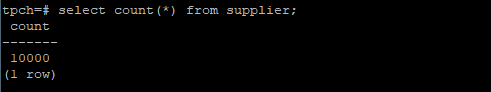 tpch=# select count(*) from supplier;
count
-------
10000
(1 row)